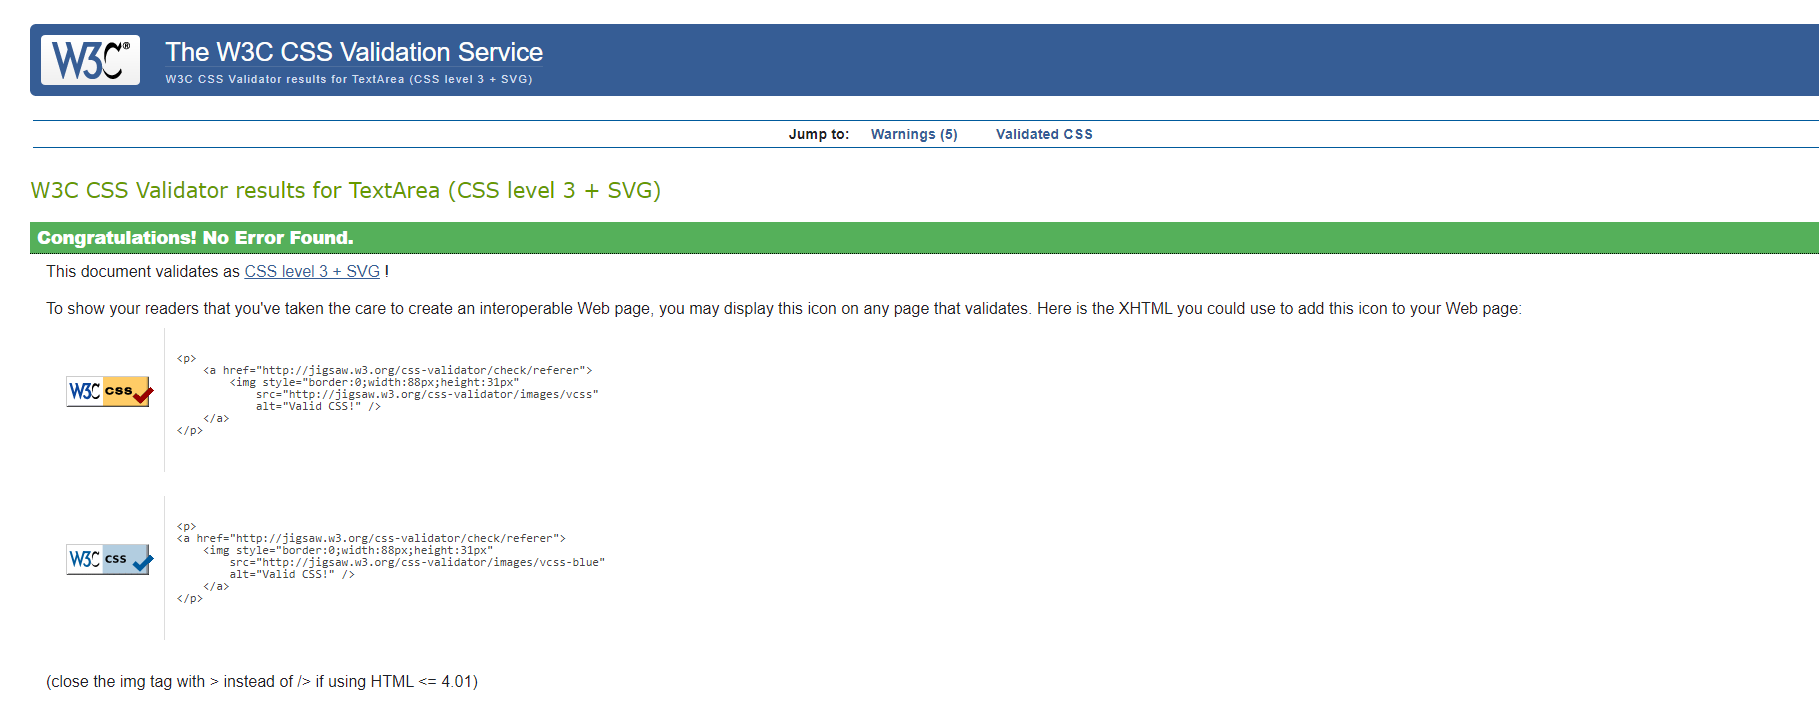 W3C®
The W3C CSS Validation Service
W3C CSS Validator results for TextArea (CSS level 3 + SVG)
Jump to: Warnings (5) Validated CSS
W3C CSS Validator results for TextArea (CSS level 3 + SVG)
Congratulations! No Error Found.
This document validates as CSS level 3 + SVG !
To show your readers that you've taken the care to create an interoperable Web page, you may display this icon on any page that validates. Here is the XHTML you could use to add this icon to your Web page:
W3C css
<p>
<a href="http://jigsaw.w3.org/css-validator/check/referer">
<img style="border:0;width:88px;height:31px"
src="http://jigsaw.w3.org/css-validator/images/vcss"
alt="Valid CSS!" />
</a>
</p>
W3C css
<p>
<a href="http://jigsaw.w3.org/css-validator/check/referer">
<img style="border:0;width:88px;height:31px"
src="http://jigsaw.w3.org/css-validator/images/vcss-blue"
alt="Valid CSS!" />
</a>
</p>
(close the img tag with > instead of /> if using HTML <= 4.01)